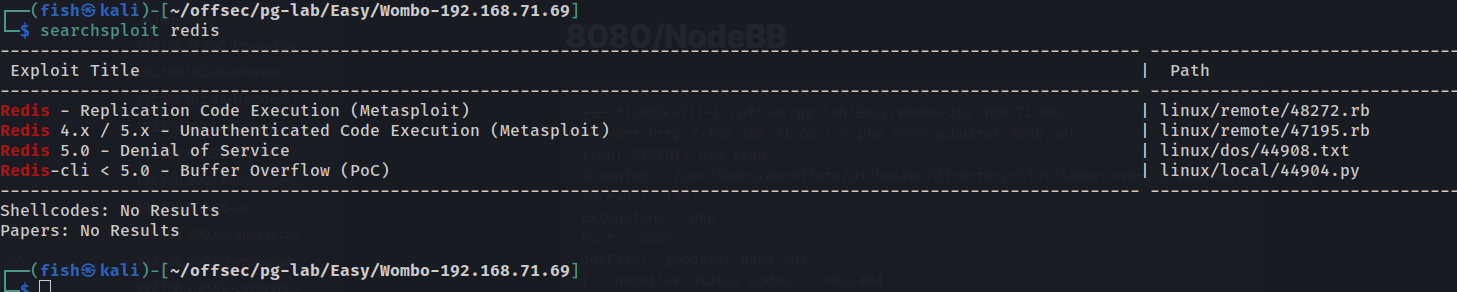 (fish㉿kali)-[~/offsec/pg-lab/Easy/Wombo-192.168.71.69]
$ searchsploit redis
8080/NodeBB
Exploit Title | Path
Redis - Replication Code Execution (Metasploit) | linux/remote/48272.rb
Redis 4.x / 5.x - Unauthenticated Code Execution (Metasploit) | linux/remote/47195.rb
Redis 5.0 - Denial of Service | linux/dos/44908.txt
Redis-cli < 5.0 - Buffer Overflow (PoC) | linux/local/44904.py
Shellcodes: No Results
Papers: No Results
(fish㉿kali)-[~/offsec/pg-lab/Easy/Wombo-192.168.71.69]
$